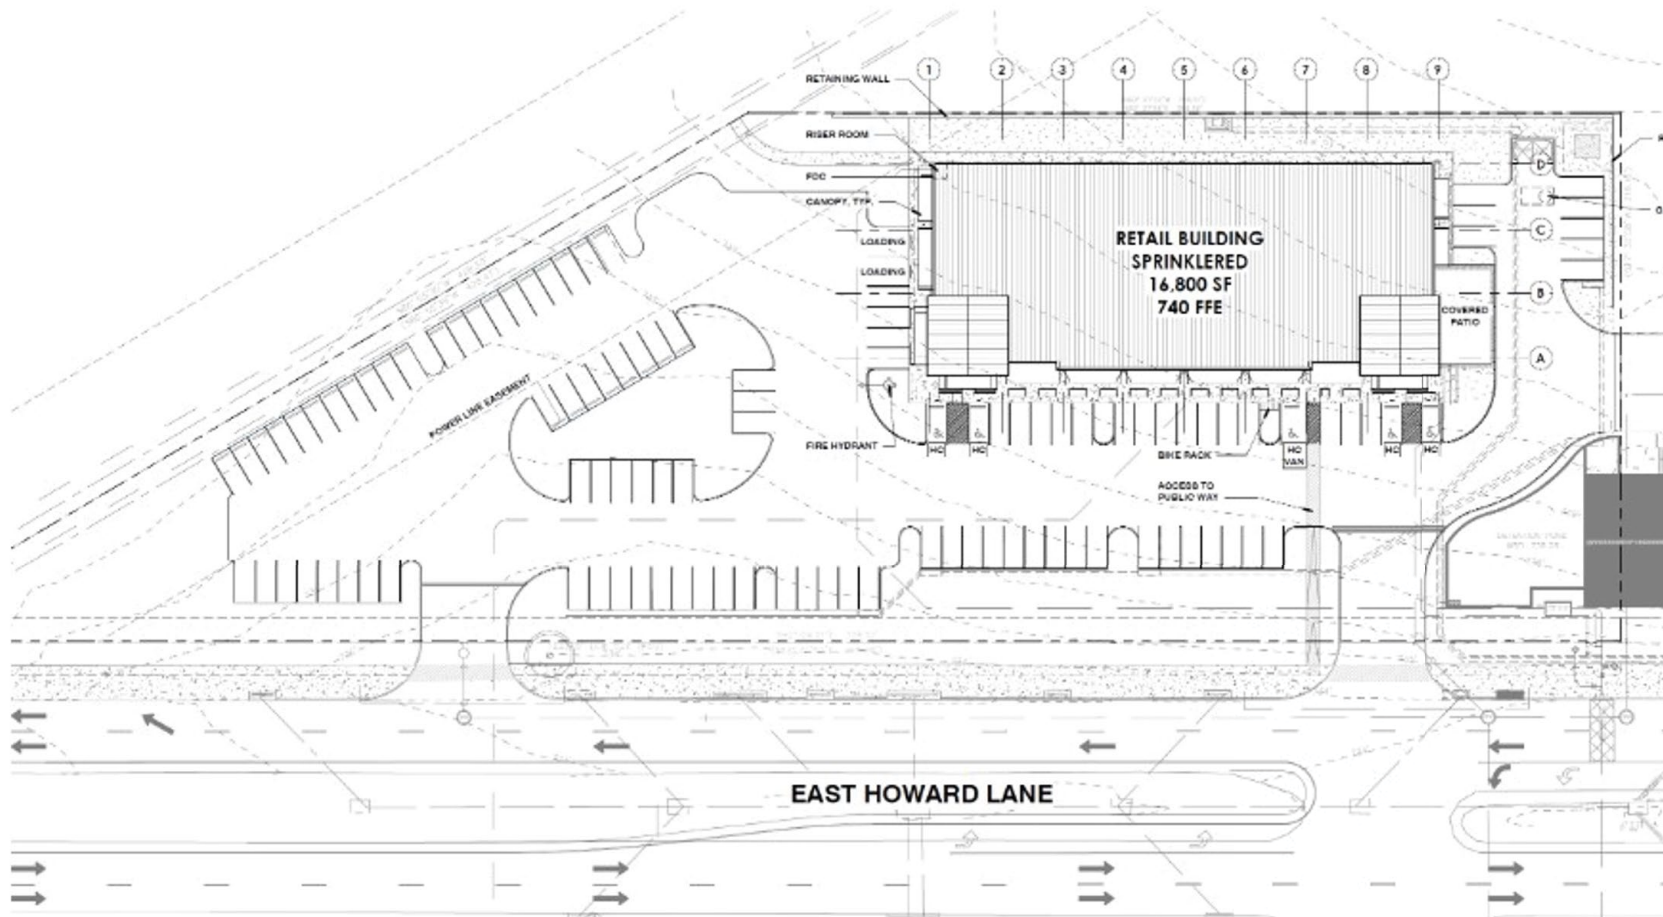 1 2 3 4 5 6 7 8 9
RETAINING WALL
RISER ROOM
FDC
CANOPY, TYP.
LOADING
LOADING
D
C
B
A
RETAIL BUILDING
SPRINKLERED
16,800 SF
740 FFE
COVERED
PATIO
POWER LINE EASEMENT
FIRE HYDRANT
HC
HC
BIKE RACK
HC
VAN
HC
HC
ACCESS TO
PUBLIC WAY
EAST HOWARD LANE